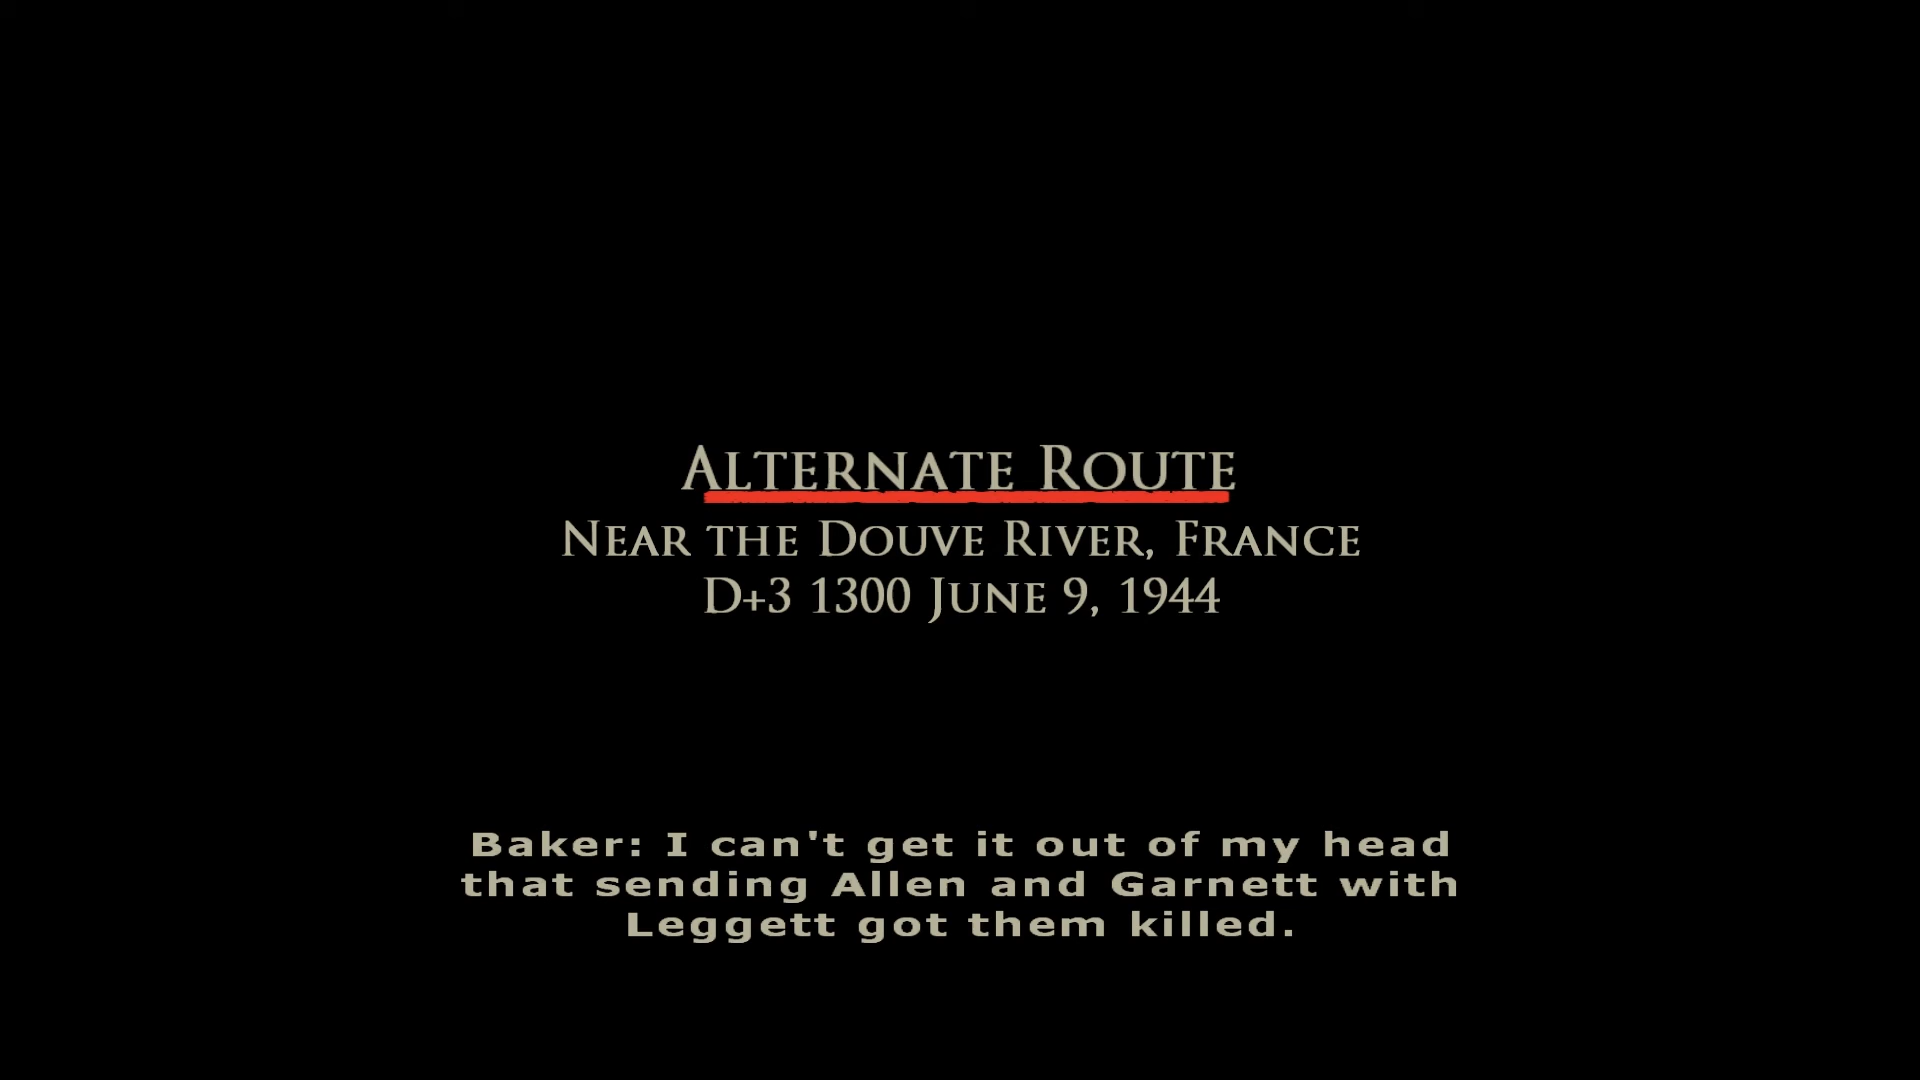 Alternate Route
Near the Douve River, France
D+3 1300 June 9, 1944
Baker: I can't get it out of my head
that sending Allen and Garnett with
Leggett got them killed.